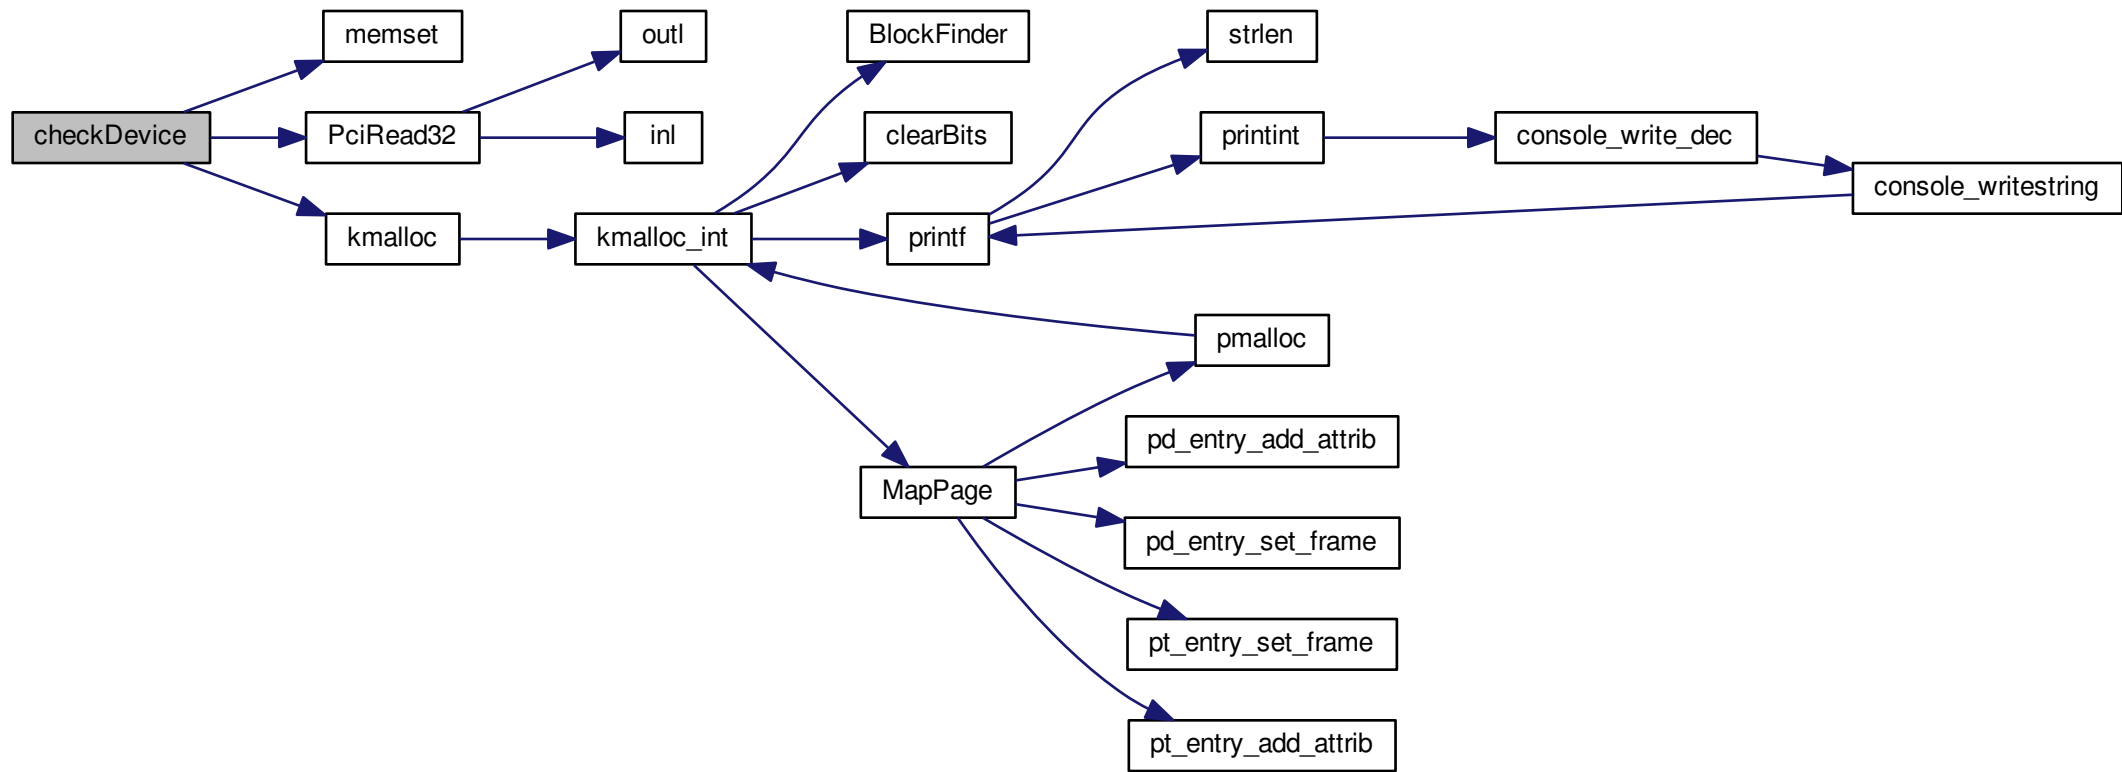 memset
outl
BlockFinder
strlen
checkDevice
PciRead32
inl
clearBits
printint
console_write_dec
console_writestring
kmalloc
kmalloc_int
printf
pmalloc
pd_entry_add_attrib
MapPage
pd_entry_set_frame
pt_entry_set_frame
pt_entry_add_attrib